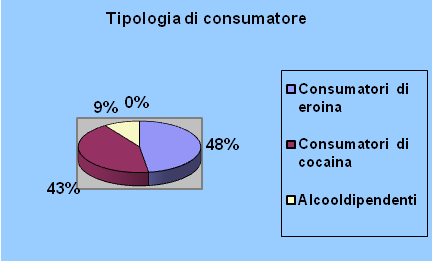 Tipologia di consumatore
9% 0%
48%
43%
Consumatori di
eroina
Consumatori di
cocaina
Alcooldipendenti